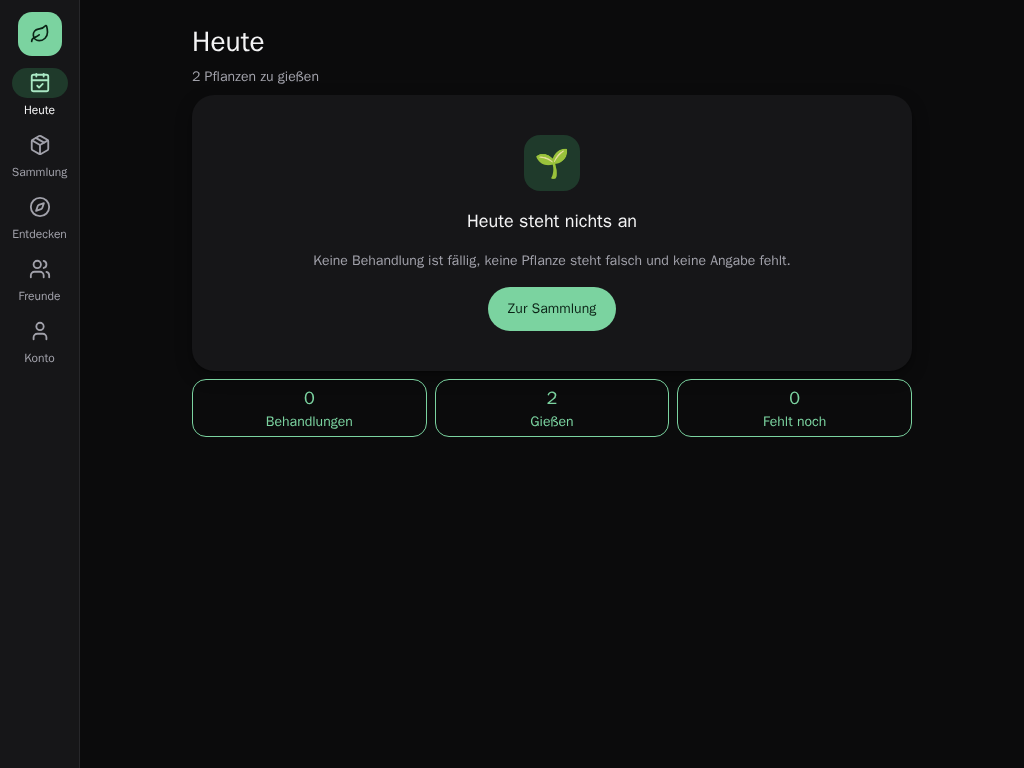 Heute
2 Pflanzen zu gießen
Heute
Heute steht nichts an
Sammlung
Entdecken
Keine Behandlung ist fällig, keine Pflanze steht falsch und keine Angabe fehlt.
Freunde
Zur Sammlung
Konto
0
Behandlungen
2
Gießen
0
Fehlt noch